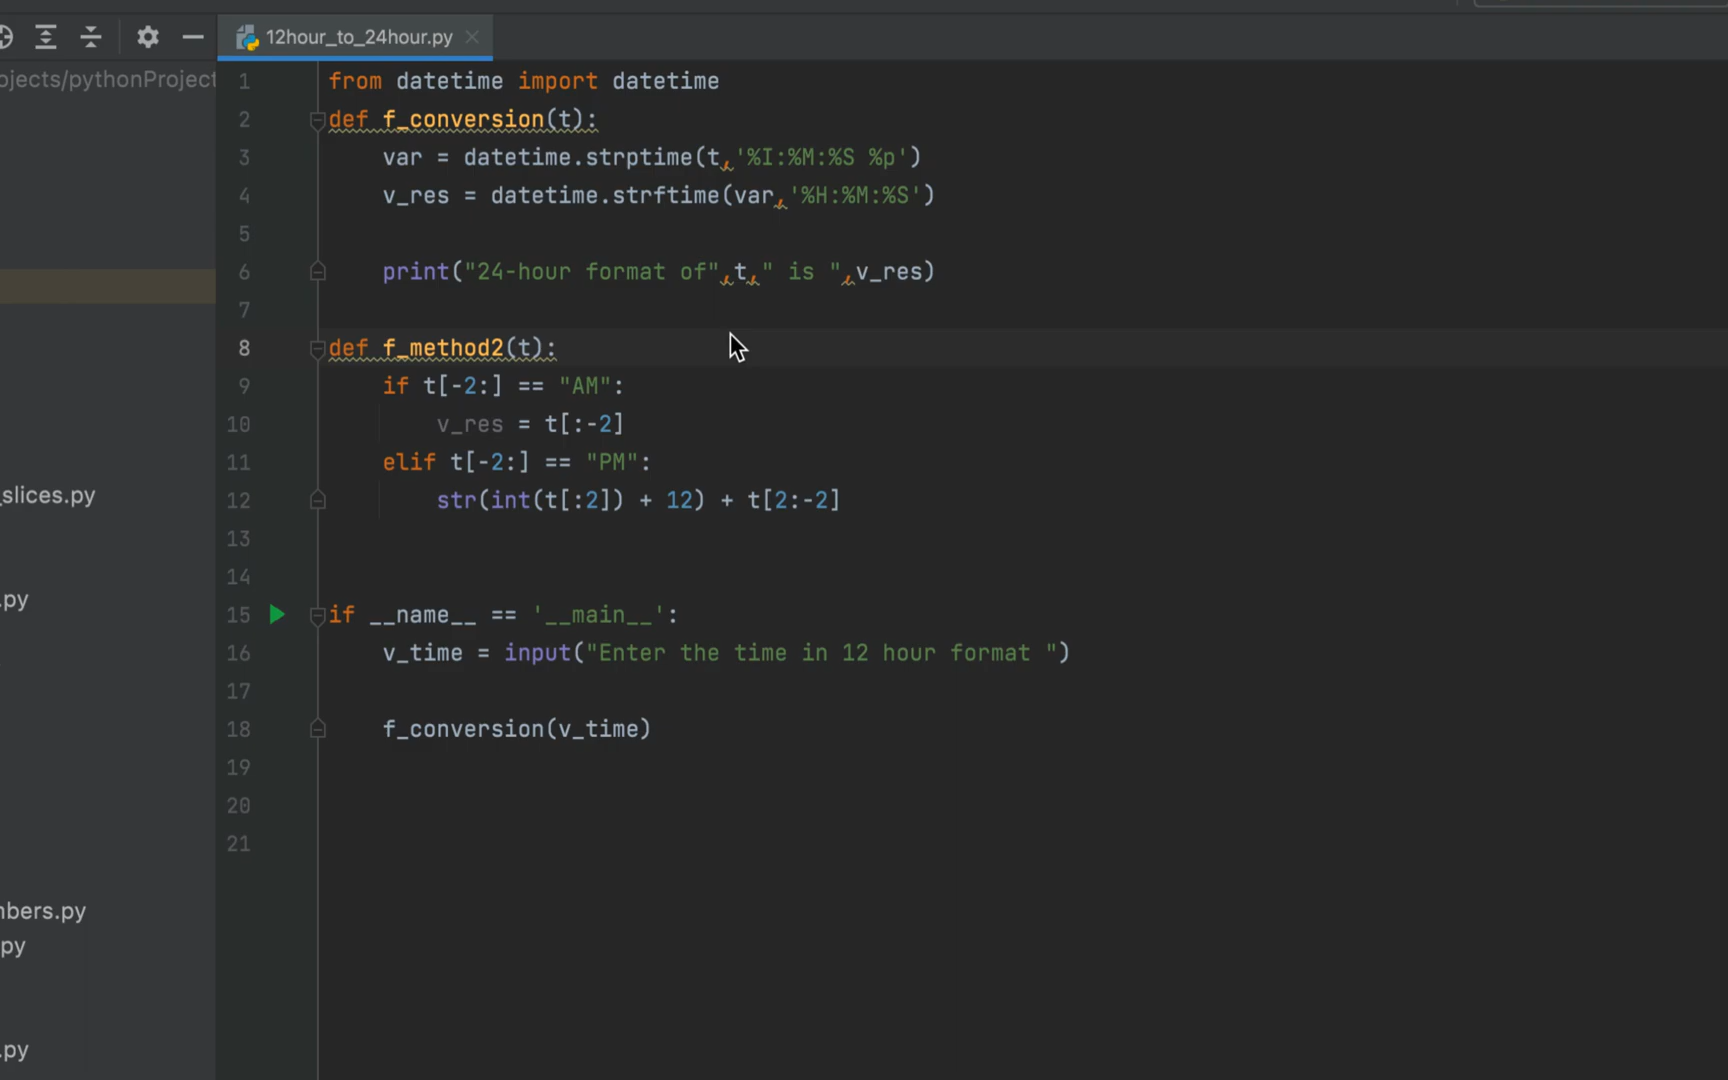 12hour_to_24hour.py
ojects/pythonProject
1 from datetime import datetime
2 def f_conversion(t):
3 var = datetime.strptime(t,'%I:%M:%S %p')
4 v_res = datetime.strftime(var,'%H:%M:%S')
5
6 print("24-hour format of",t," is ",v_res)
7
8 def f_method2(t):
9 if t[-2:] == "AM":
10 v_res = t[:-2]
11 elif t[-2:] == "PM":
_slices.py
12 str(int(t[:2]) + 12) + t[2:-2]
13
14
.py
15 if __name__ == '__main__':
16 v_time = input("Enter the time in 12 hour format ")
17
18 f_conversion(v_time)
19
20
21
nbers.py
py
.py